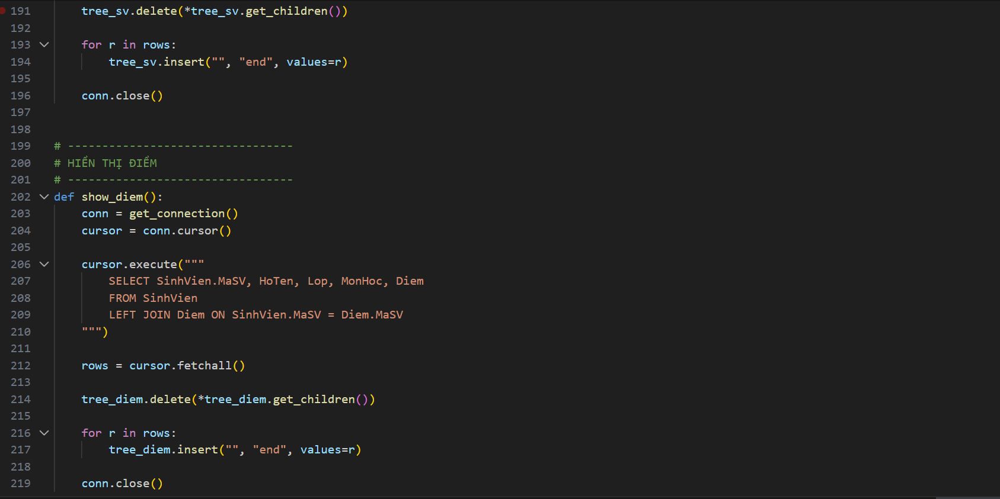 191 tree_sv.delete(*tree_sv.get_children())
192
193 for r in rows:
194 tree_sv.insert("", "end", values=r)
195
196 conn.close()
197
198
199 # ---------------------------------
200 # HIỂN THỊ ĐIỂM
201 # ---------------------------------
202 def show_diem():
203 conn = get_connection()
204 cursor = conn.cursor()
205
206 cursor.execute("""
207 SELECT SinhVien.MaSV, HoTen, Lop, MonHoc, Diem
208 FROM SinhVien
209 LEFT JOIN Diem ON SinhVien.MaSV = Diem.MaSV
210 """)
211
212 rows = cursor.fetchall()
213
214 tree_diem.delete(*tree_diem.get_children())
215
216 for r in rows:
217 tree_diem.insert("", "end", values=r)
218
219 conn.close()